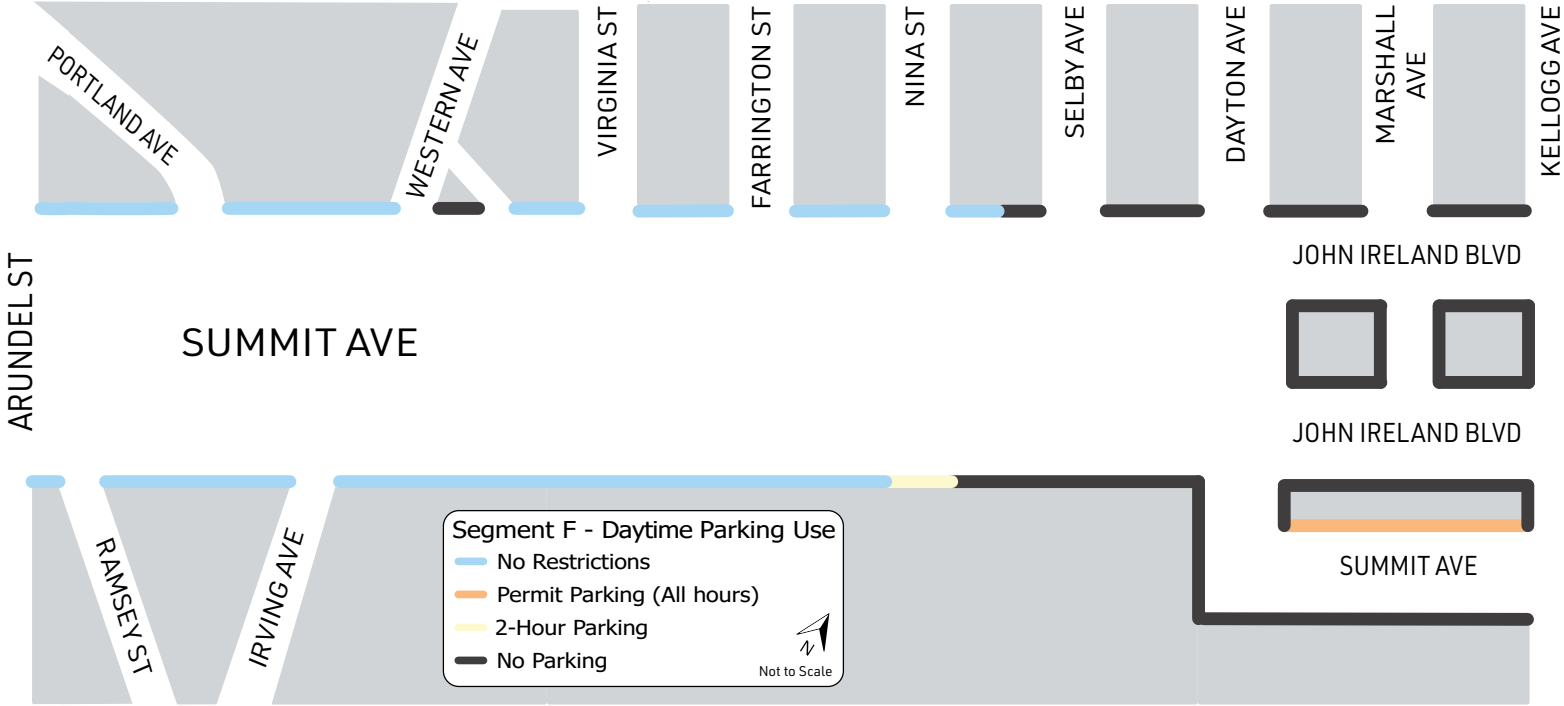 PORTLAND AVE
WESTERN AVE
VIRGINIA ST
FARRINGTON ST
NINA ST
SELBY AVE
DAYTON AVE
MARSHALL
AVE
KELLOGG AVE
ARUNDEL ST
SUMMIT AVE
JOHN IRELAND BLVD
JOHN IRELAND BLVD
SUMMIT AVE
RAMSEY ST
IRVING AVE
Segment F - Daytime Parking Use
No Restrictions
Permit Parking (All hours)
2-Hour Parking
No Parking
N
Not to Scale